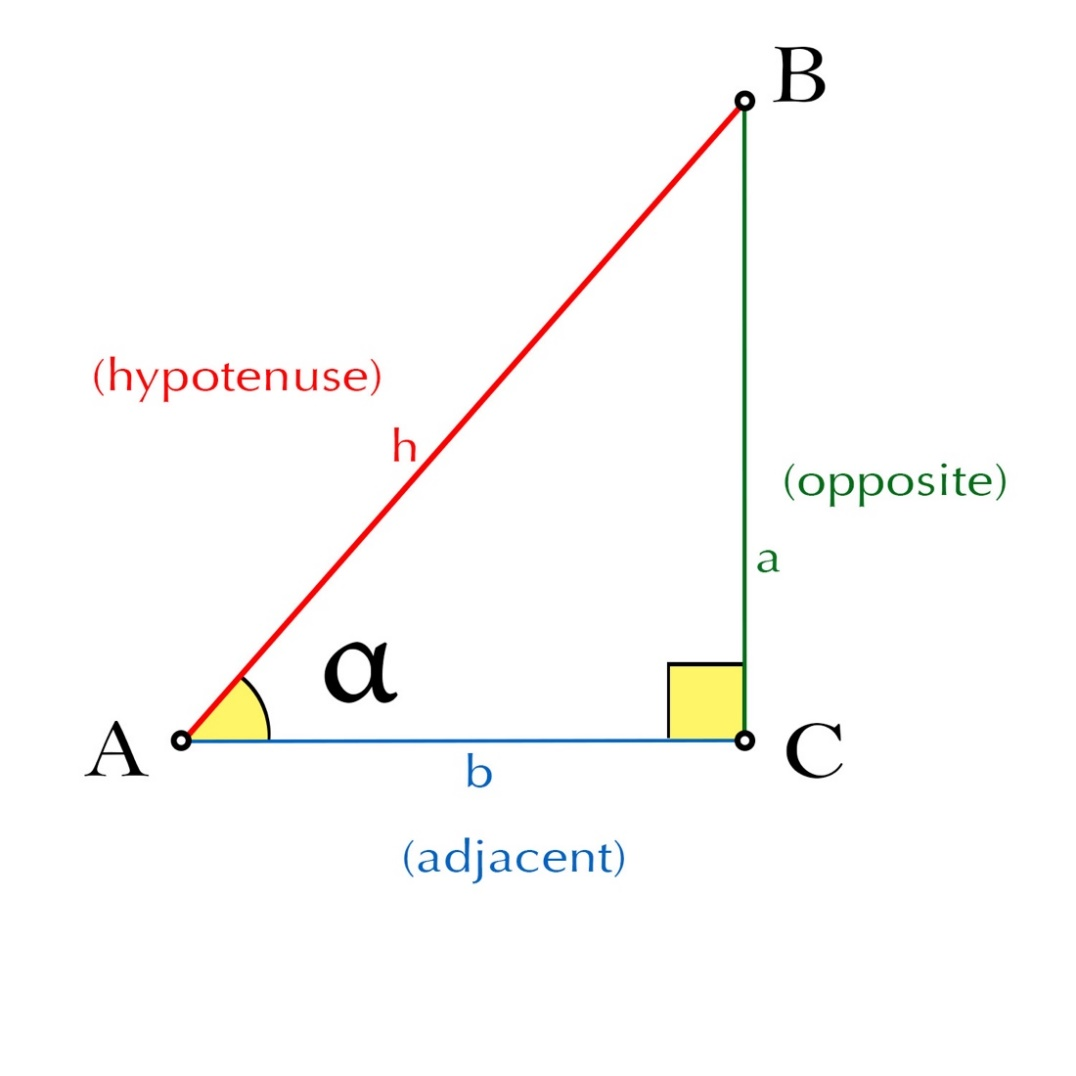 B
(hypotenuse)
h
(opposite)
a
α
A
C
b
(adjacent)